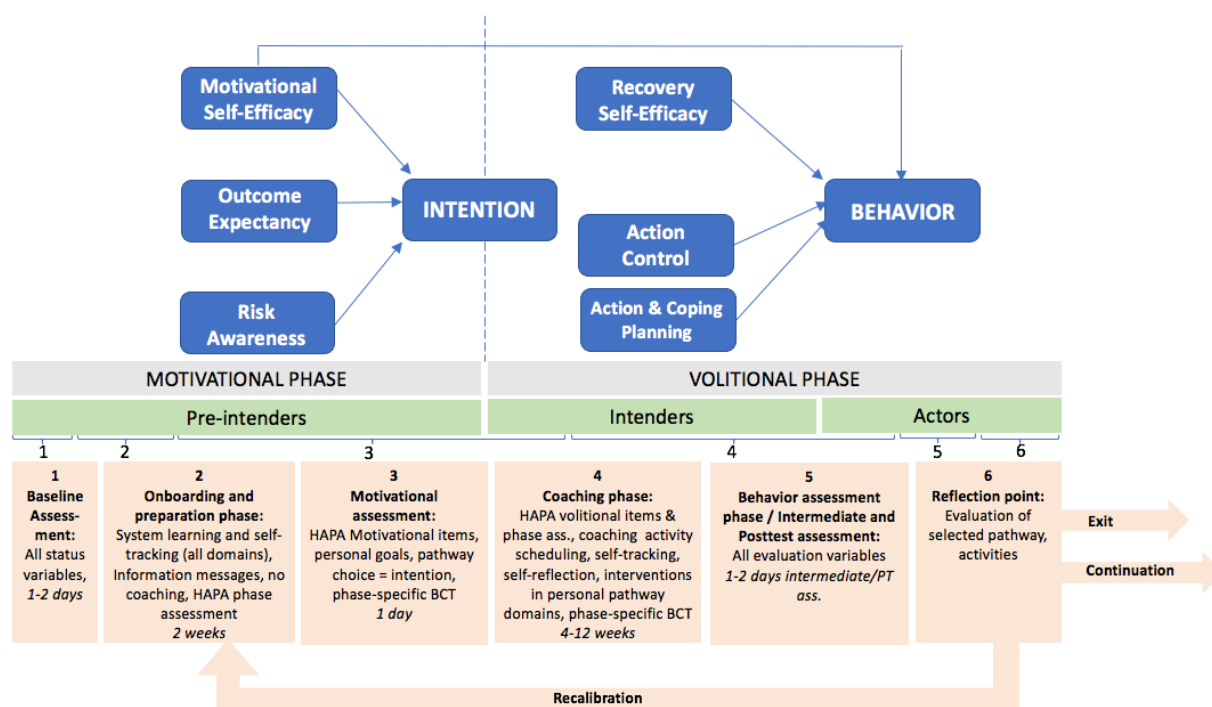 Motivational
Self-Efficacy
Recovery
Self-Efficacy
Outcome
Expectancy
INTENTION
BEHAVIOR
Action
Control
Risk
Awareness
Action & Coping
Planning
MOTIVATIONAL PHASE
VOLITIONAL PHASE
Pre-intenders
Intenders
Actors
1
2
3
4
5
6
1
Baseline
Assess-
ment:
All status
variables,
1-2 days
2
Onboarding and
preparation phase:
System learning and self-
tracking (all domains),
Information messages, no
coaching, HAPA phase
assessment
2 weeks
3
Motivational
assessment:
HAPA Motivational items,
personal goals, pathway
choice = intention,
phase-specific BCT
1 day
4
Coaching phase:
HAPA volitional items &
phase ass., coaching activity
scheduling, self-tracking,
self-reflection, interventions
in personal pathway
domains, phase-specific BCT
4-12 weeks
5
Behavior assessment
phase / Intermediate and
Posttest assessment:
All evaluation variables
1-2 days intermediate/PT
ass.
6
Reflection point:
Evaluation of
selected pathway,
activities
Exit
Continuation
Recalibration